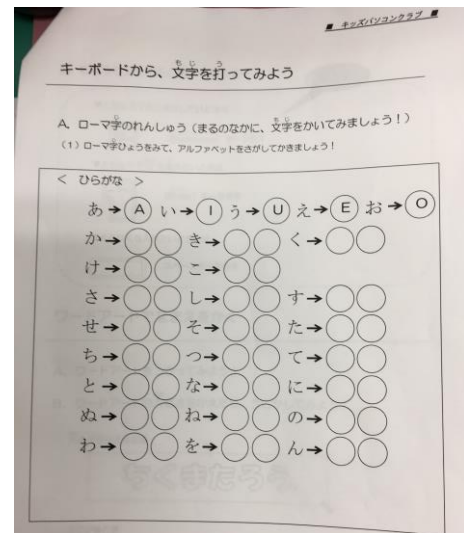 ■ キッズパソコンクラブ ■
キーボードから、文字を打ってみよう
A. ローマ字のれんしゅう（まるのなかに、文字をかいてみましょう！）
（1）ローマ字ひょうをみて、アルファベットをさがしてかきましょう！
＜ ひらがな ＞
あ→A い→I う→U え→E お→O
か→ き→ く→
け→ こ→
さ→ し→ す→
せ→ そ→ た→
ち→ つ→ て→
と→ な→ に→
ぬ→ ね→ の→
わ→ を→ ん→